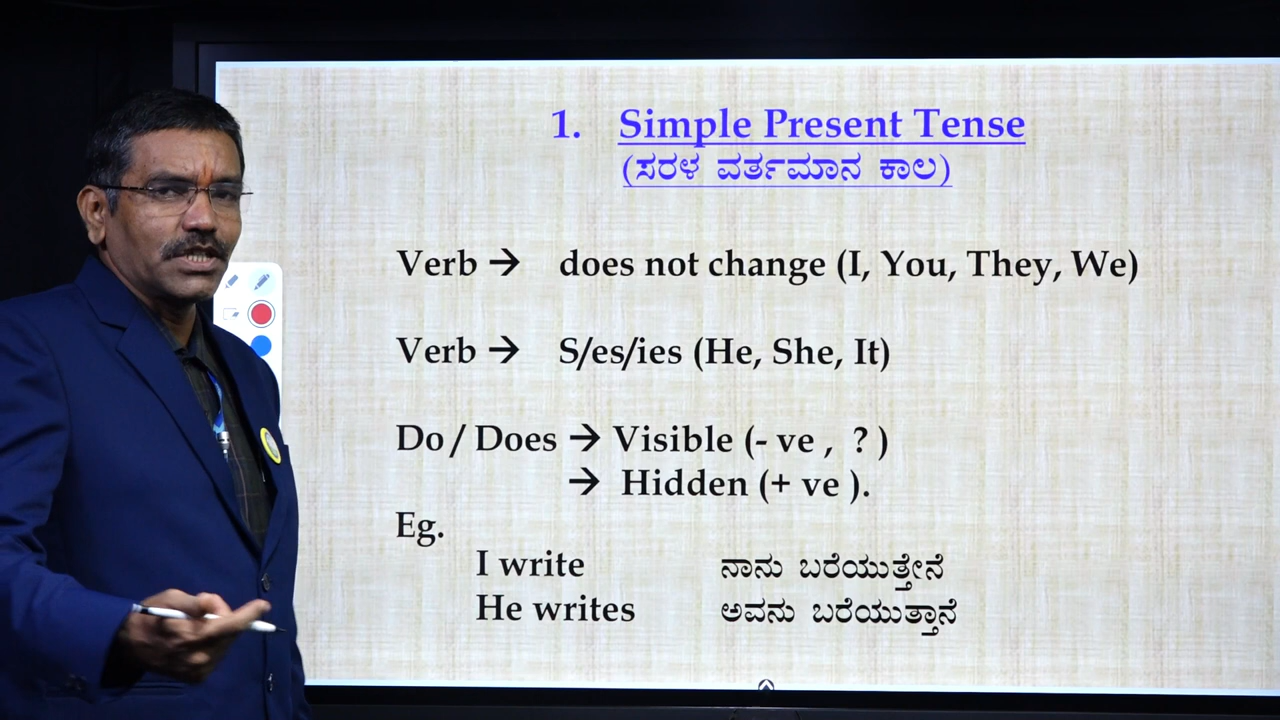 1. Simple Present Tense
(ಸರಳ ವರ್ತಮಾನ ಕಾಲ)
Verb → does not change (I, You, They, We)
Verb → S/es/ies (He, She, It)
Do / Does → Visible (- ve , ? )
→ Hidden (+ ve ).
Eg.
I write ನಾನು ಬರೆಯುತ್ತೇನೆ
He writes ಅವನು ಬರೆಯುತ್ತಾನೆ